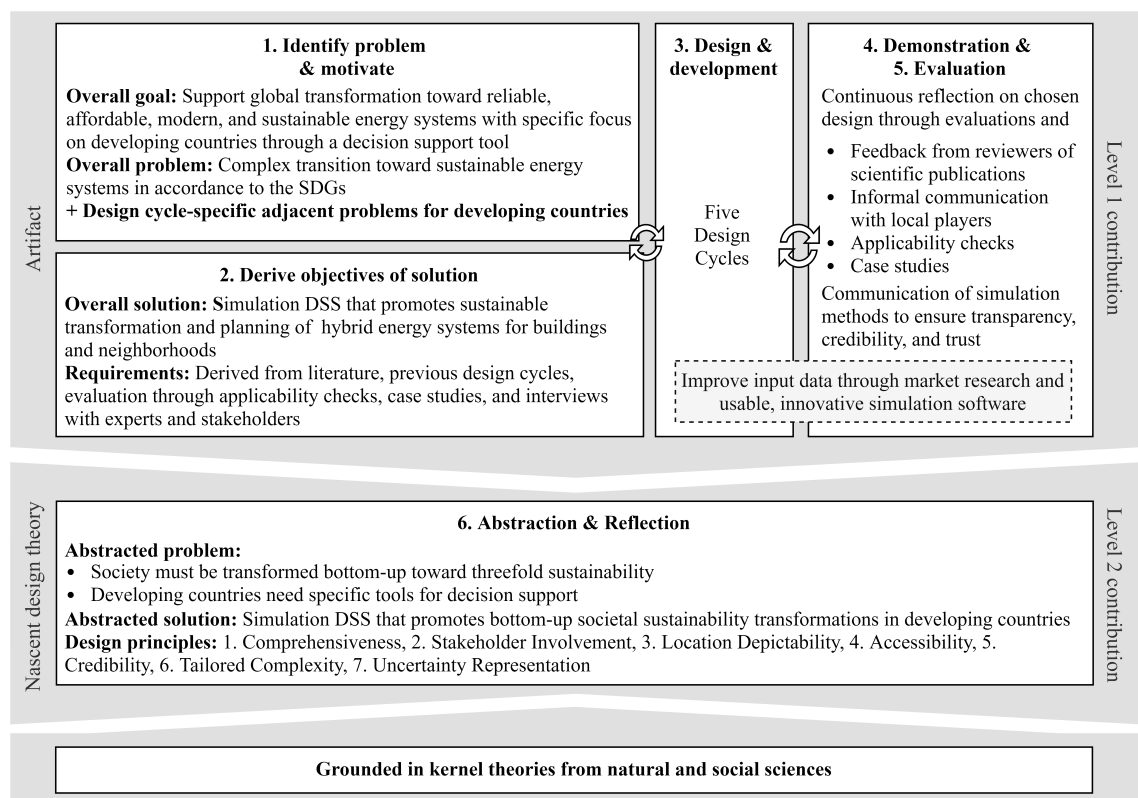 1. Identify problem
& motivate
Overall goal: Support global transformation toward reliable,
affordable, modern, and sustainable energy systems with specific focus
on developing countries through a decision support tool
Overall problem: Complex transition toward sustainable energy
systems in accordance to the SDGs
+ Design cycle-specific adjacent problems for developing countries
2. Derive objectives of solution
Overall solution: Simulation DSS that promotes sustainable
transformation and planning of hybrid energy systems for buildings
and neighborhoods
Requirements: Derived from literature, previous design cycles,
evaluation through applicability checks, case studies, and interviews
with experts and stakeholders
3. Design &
development
Five
Design
Cycles
4. Demonstration &
5. Evaluation
Continuous reflection on chosen
design through evaluations and
• Feedback from reviewers of
scientific publications
• Informal communication
with local players
• Applicability checks
• Case studies
Communication of simulation
methods to ensure transparency,
credibility, and trust
Improve input data through market research and
usable, innovative simulation software
Artifact
Level 1 contribution
6. Abstraction & Reflection
Abstracted problem:
• Society must be transformed bottom-up toward threefold sustainability
• Developing countries need specific tools for decision support
Abstracted solution: Simulation DSS that promotes bottom-up societal sustainability transformations in developing countries
Design principles: 1. Comprehensiveness, 2. Stakeholder Involvement, 3. Location Depictability, 4. Accessibility, 5.
Credibility, 6. Tailored Complexity, 7. Uncertainty Representation
Nascent design theory
Level 2 contribution
Grounded in kernel theories from natural and social sciences